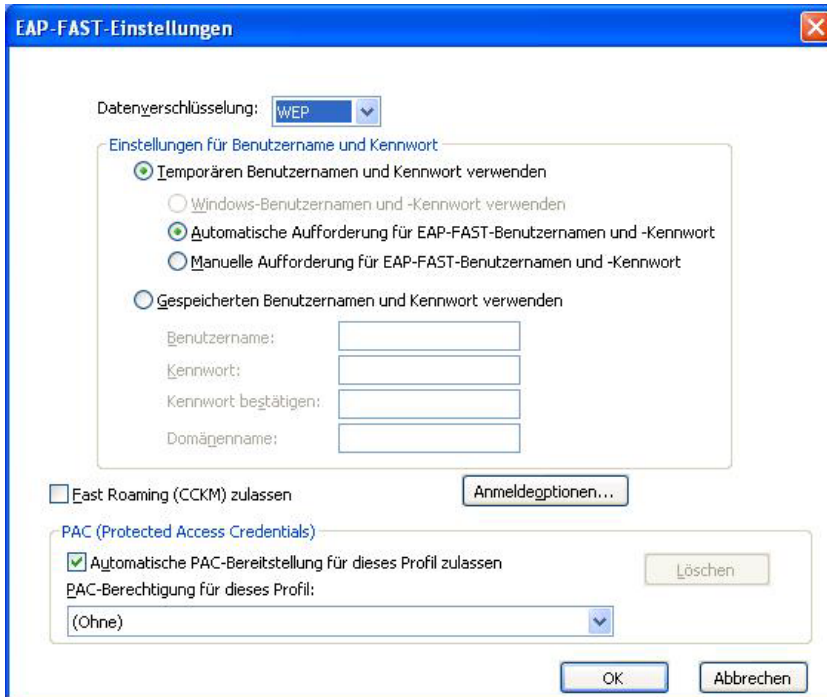 EAP-FAST-Einstellungen
Datenverschlüsselung: WEP
Einstellungen für Benutzername und Kennwort
Temporären Benutzernamen und Kennwort verwenden
Windows-Benutzernamen und -Kennwort verwenden
Automatische Aufforderung für EAP-FAST-Benutzernamen und -Kennwort
Manuelle Aufforderung für EAP-FAST-Benutzernamen und -Kennwort
Gespeicherten Benutzernamen und Kennwort verwenden
Benutzername:
Kennwort:
Kennwort bestätigen:
Domänenname:
Fast Roaming (CCKM) zulassen Anmeldeoptionen...
PAC (Protected Access Credentials)
Automatische PAC-Bereitstellung für dieses Profil zulassen
Löschen
PAC-Berechtigung für dieses Profil:
(Ohne)
OK Abbrechen